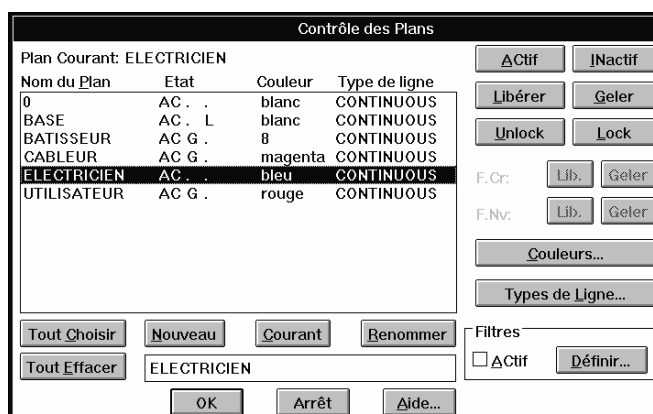 Contrôle des Plans
Plan Courant: ELECTRICIEN
Nom du Plan Etat Couleur Type de ligne
0 AC . . blanc CONTINUOUS
BASE AC . L blanc CONTINUOUS
BATISSEUR AC G . 8 CONTINUOUS
CABLEUR AC G . magenta CONTINUOUS
ELECTRICIEN AC . . bleu CONTINUOUS
UTILISATEUR AC G . rouge CONTINUOUS
ACtif INactif
Libérer Geler
Unlock Lock
F.Cr: Lib. Geler
F.Nv: Lib. Geler
Couleurs...
Types de Ligne...
Tout Choisir Nouveau Courant Renommer
Tout Effacer ELECTRICIEN
Filtres
ACtif Définir...
OK Arrêt Aide...